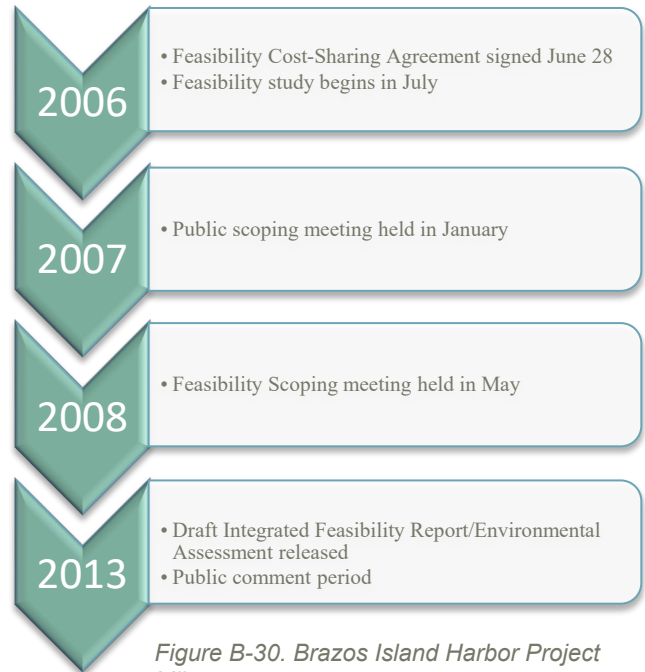 2006
• Feasibility Cost-Sharing Agreement signed June 28
• Feasibility study begins in July
2007
• Public scoping meeting held in January
2008
• Feasibility Scoping meeting held in May
2013
• Draft Integrated Feasibility Report/Environmental
Assessment released
• Public comment period
Figure B-30. Brazos Island Harbor Project